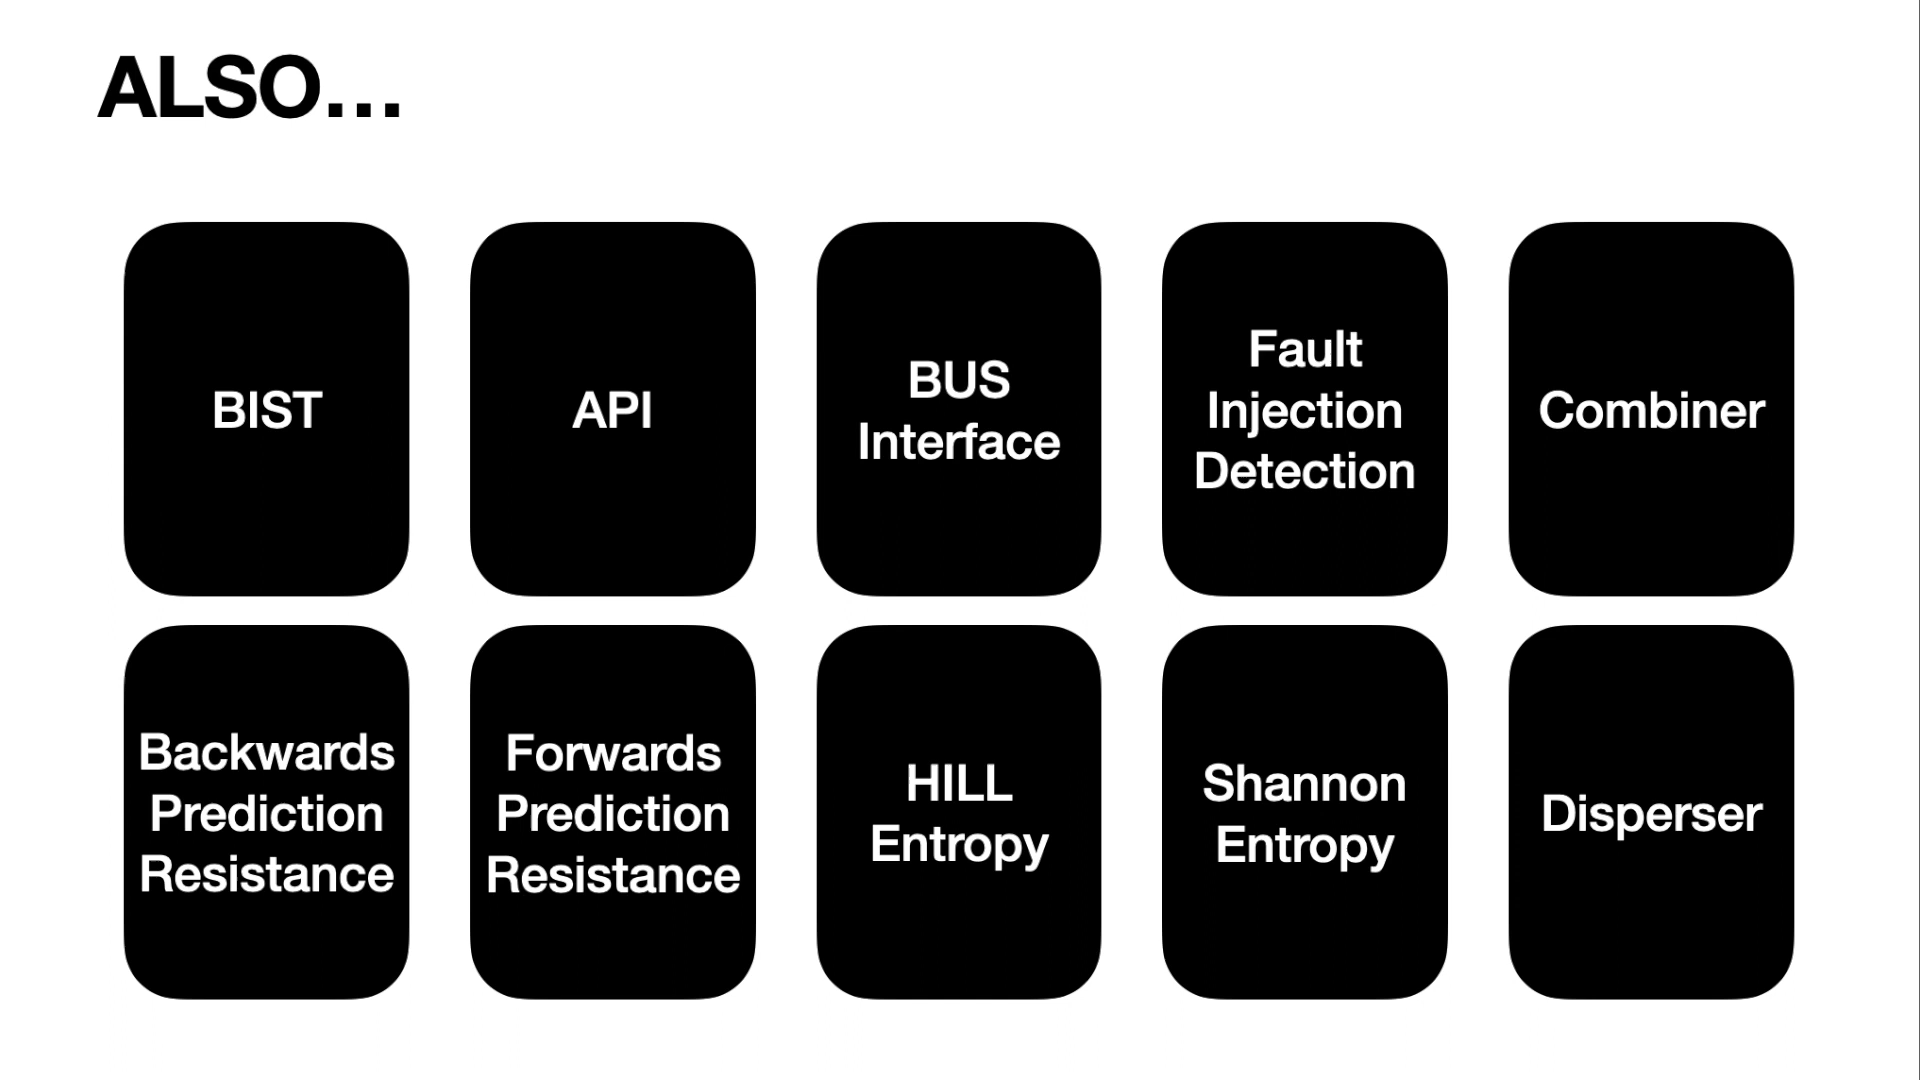 ALSO…
BIST
API
BUS
Interface
Fault
Injection
Detection
Combiner
Backwards
Prediction
Resistance
Forwards
Prediction
Resistance
HILL
Entropy
Shannon
Entropy
Disperser